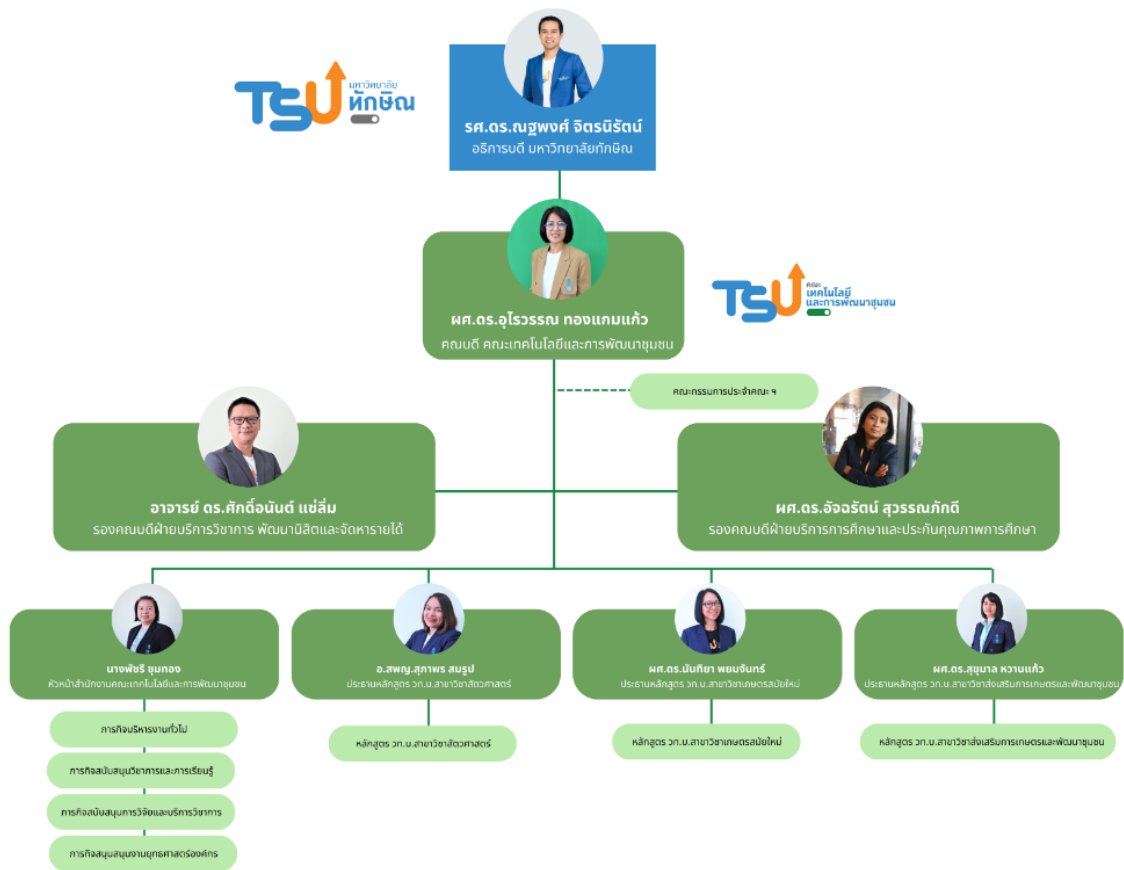 TSU
มหาวิทยาลัย
ทักษิณ
รศ.ดร.ณฐพงศ์ จิตรนิรัตน์
อธิการบดี มหาวิทยาลัยทักษิณ
ผศ.ดร.อุไรวรรณ ทองแกมแก้ว
คณบดี คณะเทคโนโลยีและการพัฒนาชุมชน
TSU
คณะ
เทคโนโลยี
และการพัฒนาชุมชน
คณะกรรมการประจำคณะ ฯ
อาจารย์ ดร.ศักดิ์อนันต์ แซ่ลิ่ม
รองคณบดีฝ่ายบริการวิชาการ พัฒนานิสิตและจัดหารายได้
ผศ.ดร.อัจฉรัตน์ สุวรรณภักดี
รองคณบดีฝ่ายบริการการศึกษาและประกันคุณภาพการศึกษา
นางพัชรี ชุมทอง
หัวหน้าสำนักงานคณะเทคโนโลยีและการพัฒนาชุมชน
อ.สพญ.สุภาพร สมรูป
ประธานหลักสูตร วท.บ.สาขาวิชาสัตวศาสตร์
ผศ.ดร.นันทิยา พยมจันทร์
ประธานหลักสูตร วท.บ.สาขาวิชาเกษตรสมัยใหม่
ผศ.ดร.สุขุมาล หวานแก้ว
ประธานหลักสูตร วท.บ.สาขาวิชาส่งเสริมการเกษตรและพัฒนาชุมชน
ภารกิจบริหารงานทั่วไป
ภารกิจสนับสนุนวิชาการและการเรียนรู้
ภารกิจสนับสนุนการวิจัยและบริการวิชาการ
ภารกิจสนุนสนุนงานยุทธศาสตร์องค์กร
หลักสูตร วท.บ.สาขาวิชาสัตวศาสตร์
หลักสูตร วท.บ.สาขาวิชาเกษตรสมัยใหม่
หลักสูตร วท.บ.สาขาวิชาส่งเสริมการเกษตรและพัฒนาชุมชน